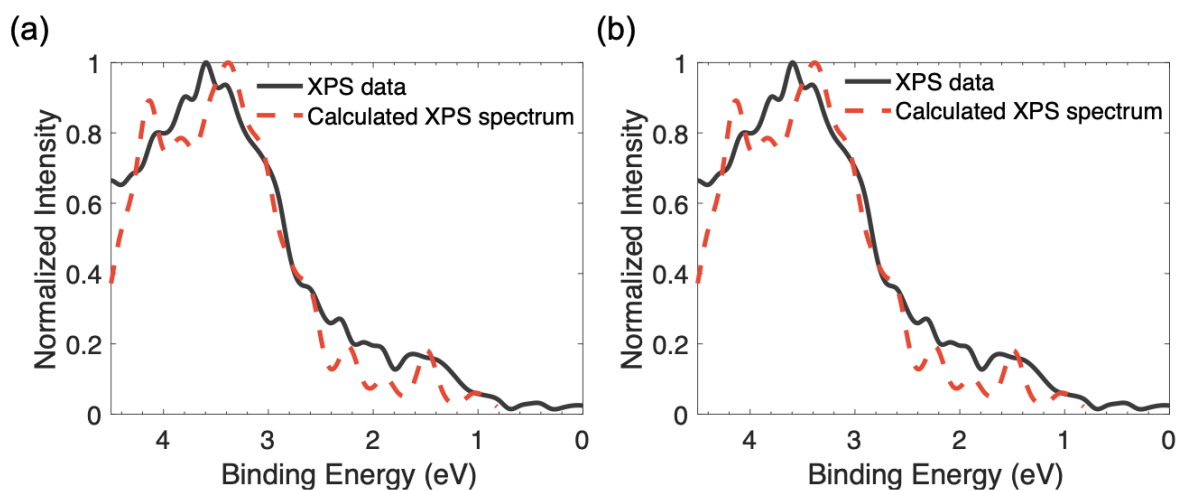 (a)
1
0.8
0.6
0.4
0.2
0
4 3 2 1 0
Normalized Intensity
Binding Energy (eV)
XPS data
Calculated XPS spectrum
(b)
1
0.8
0.6
0.4
0.2
0
4 3 2 1 0
Normalized Intensity
Binding Energy (eV)
XPS data
Calculated XPS spectrum